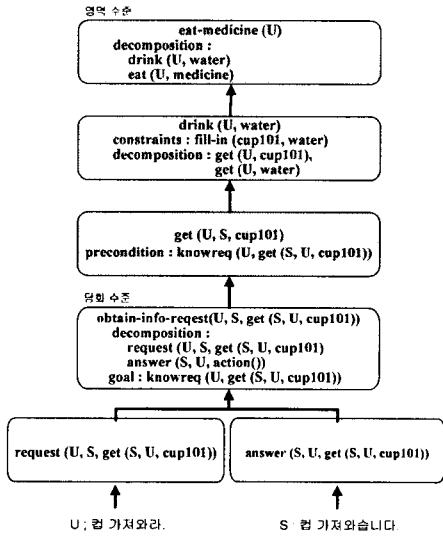 영역 수준
eat-medicine (U)
decomposition :
drink (U, water)
eat (U, medicine)
drink (U, water)
constraints : fill-in (cup101, water)
decomposition : get (U, cup101),
get (U, water)
get (U, S, cup101)
precondition : knowreq (U, get (S, U, cup101))
담화 수준
obtain-info-reqest(U, S, get (S, U, cup101))
decomposition :
request (U, S, get (S, U, cup101)
answer (S, U, action())
goal : knowreq (U, get (S, U, cup101))
request (U, S, get (S, U, cup101))
answer (S, U, get (S, U, cup101))
U ; 컵 가져와라.
S : 컵 가져와습니다.